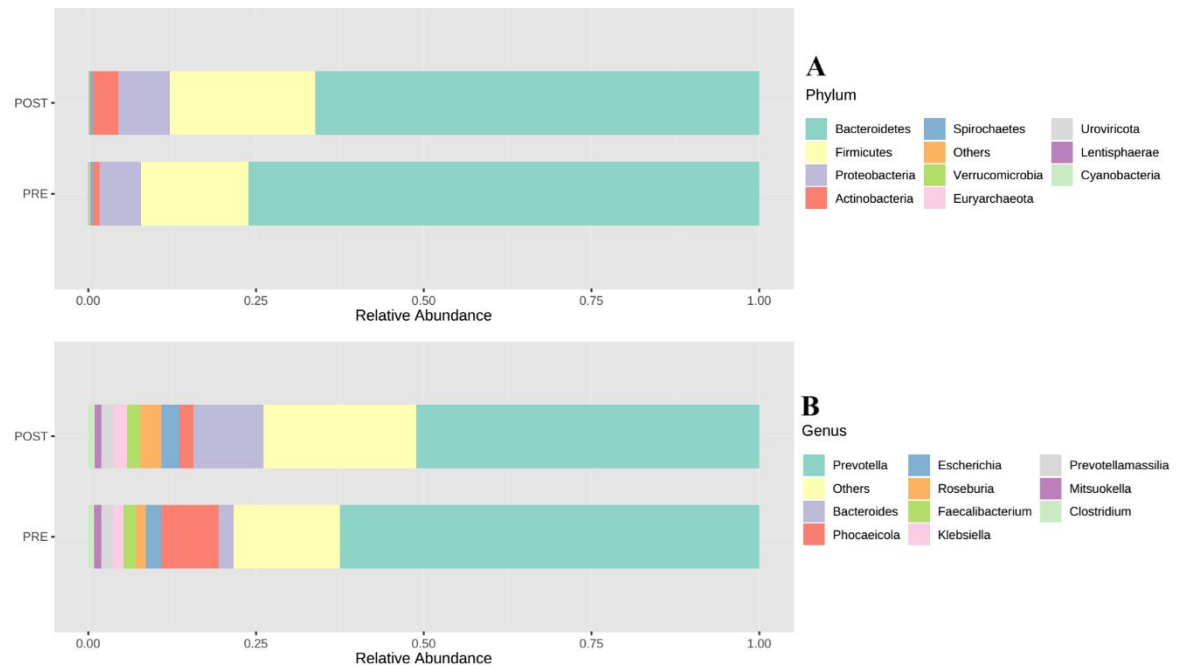 POST
PRE
0.00 0.25 0.50 0.75 1.00
Relative Abundance
A
Phylum
Bacteroidetes Spirochaetes Uroviricota
Firmicutes Others Lentisphaerae
Proteobacteria Verrucomicrobia Cyanobacteria
Actinobacteria Euryarchaeota
POST
PRE
0.00 0.25 0.50 0.75 1.00
Relative Abundance
B
Genus
Prevotella Escherichia Prevotellamassilia
Others Roseburia Mitsuokella
Bacteroides Faecalibacterium Clostridium
Phocaeicola Klebsiella